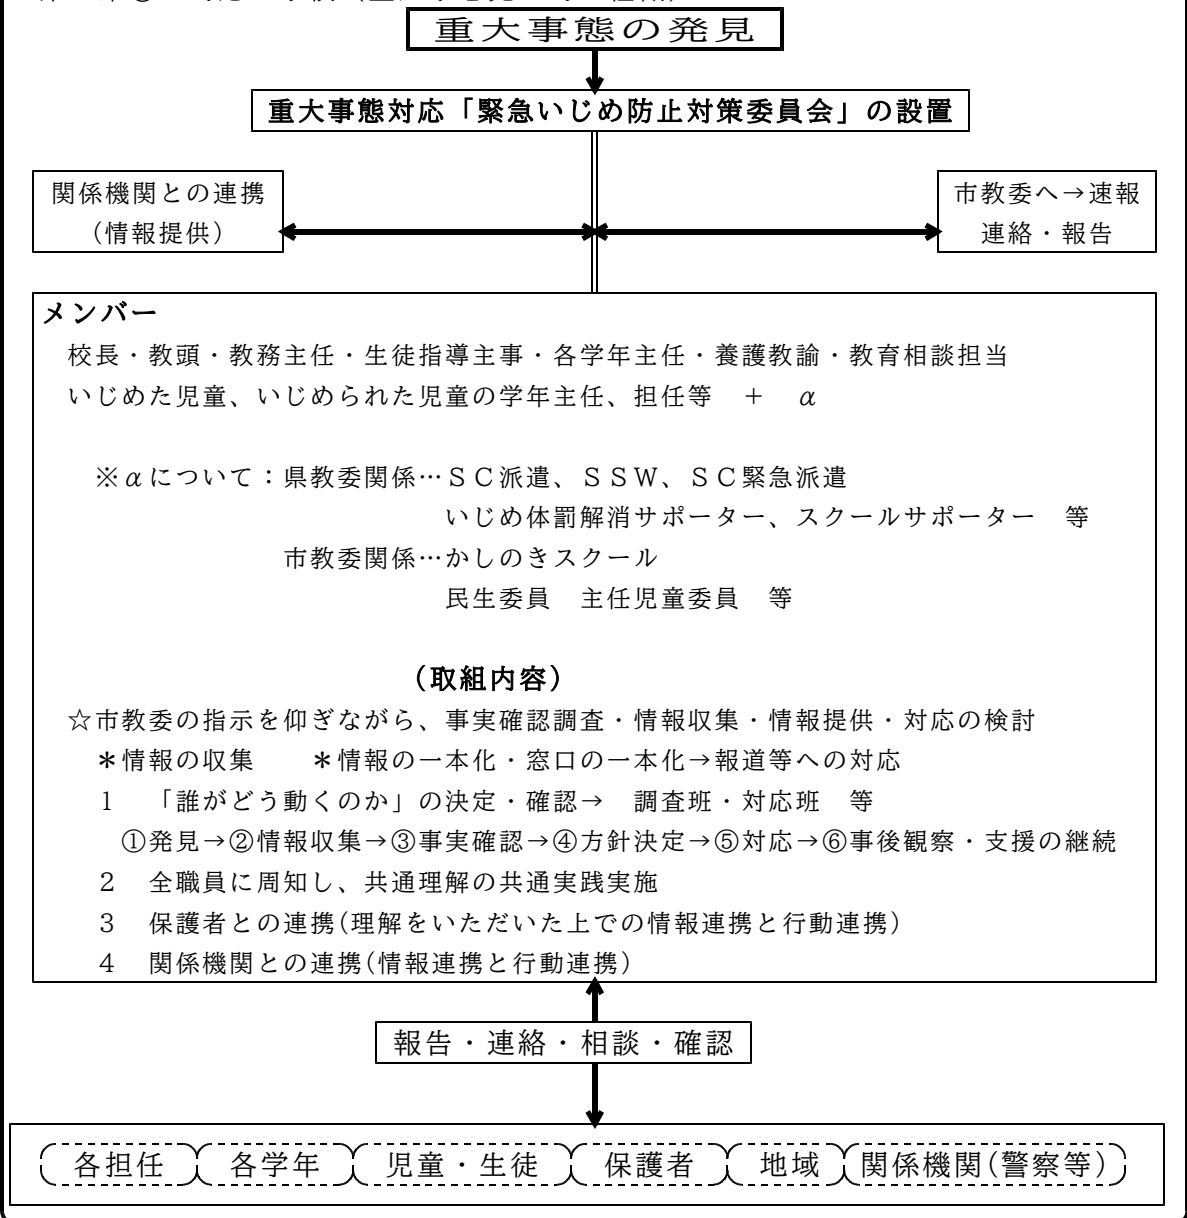 重大事態の発見
重大事態対応「緊急いじめ防止対策委員会」の設置
関係機関との連携
（情報提供）
市教委へ→速報
連絡・報告
メンバー
校長・教頭・教務主任・生徒指導主事・各学年主任・養護教諭・教育相談担当
いじめた児童、いじめられた児童の学年主任、担任等　＋　α
※αについて：県教委関係…ＳＣ派遣、ＳＳＷ、ＳＣ緊急派遣
いじめ体罰解消サポーター、スクールサポーター　等
市教委関係…かしのきスクール
民生委員　主任児童委員　等
（取組内容）
☆市教委の指示を仰ぎながら、事実確認調査・情報収集・情報提供・対応の検討
＊情報の収集　　＊情報の一本化・窓口の一本化→報道等への対応
１　「誰がどう動くのか」の決定・確認→　調査班・対応班　等
①発見→②情報収集→③事実確認→④方針決定→⑤対応→⑥事後観察・支援の継続
２　全職員に周知し、共通理解の共通実践実施
３　保護者との連携(理解をいただいた上での情報連携と行動連携)
４　関係機関との連携(情報連携と行動連携)
報告・連絡・相談・確認
各担任　各学年　児童・生徒　保護者　地域　関係機関(警察等)